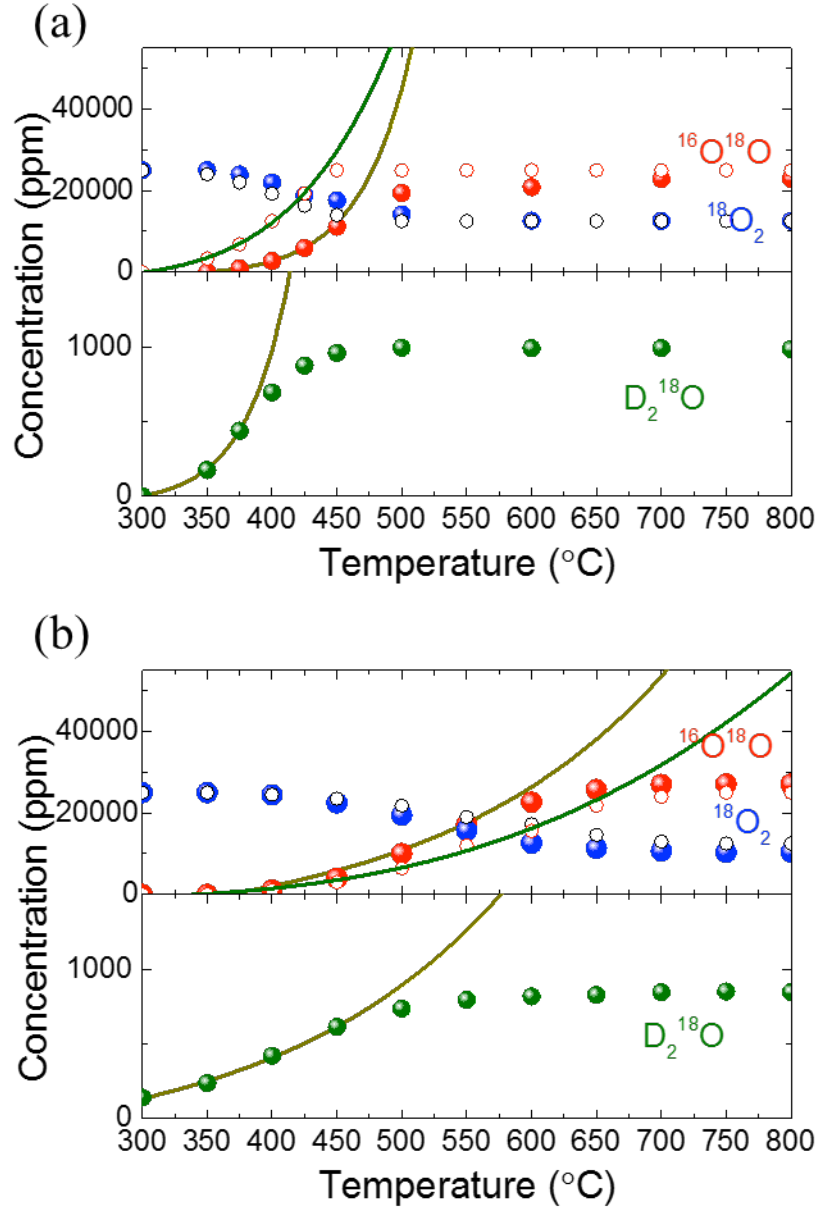 (a)
Concentration (ppm)
40000
20000
0
¹⁶O¹⁸O
¹⁸O₂
1000
0
D₂¹⁸O
300 350 400 450 500 550 600 650 700 750 800
Temperature (°C)
(b)
Concentration (ppm)
40000
20000
0
¹⁶O¹⁸O
¹⁸O₂
1000
0
D₂¹⁸O
300 350 400 450 500 550 600 650 700 750 800
Temperature (°C)